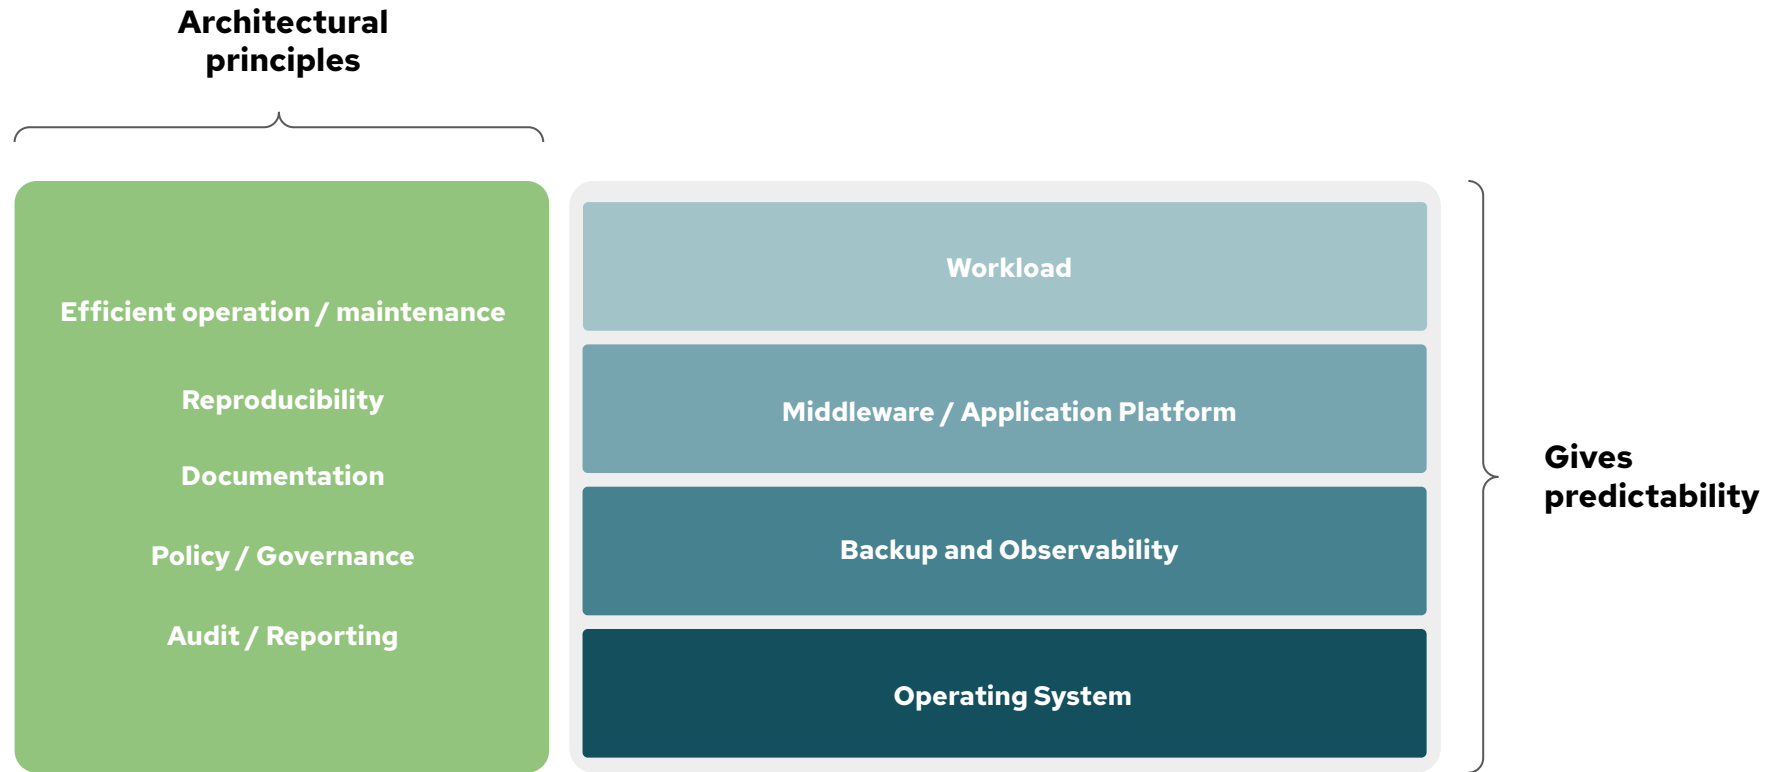 Architectural
principles
Efficient operation / maintenance
Reproducibility
Documentation
Policy / Governance
Audit / Reporting
Workload
Middleware / Application Platform
Backup and Observability
Operating System
Gives
predictability